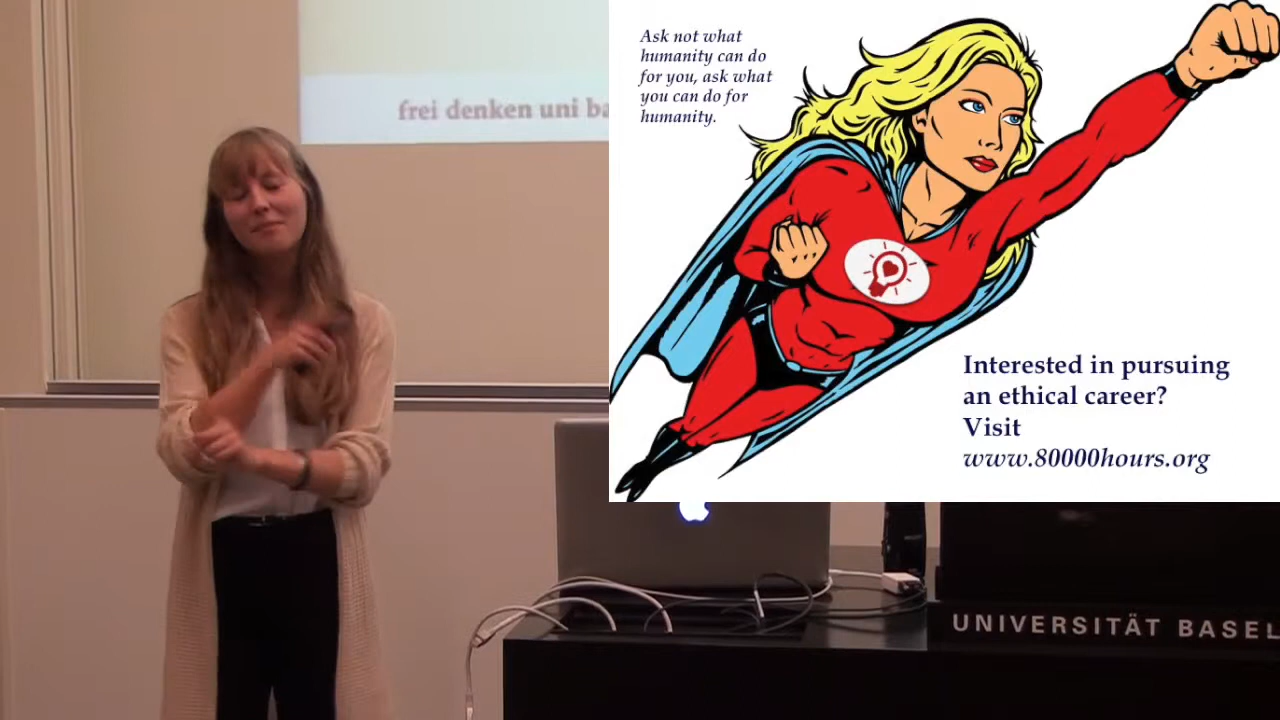 frei denken uni
Ask not what
humanity can do
for you, ask what
you can do for
humanity.
Interested in pursuing
an ethical career?
Visit
www.80000hours.org
UNIVERSITÄT BASEL